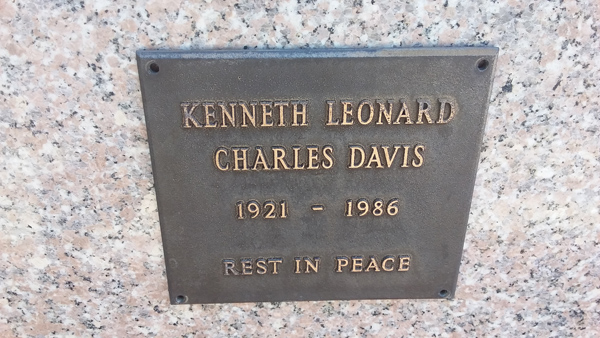 KENNETH LEONARD
CHARLES DAVIS
1921 - 1986
REST IN PEACE